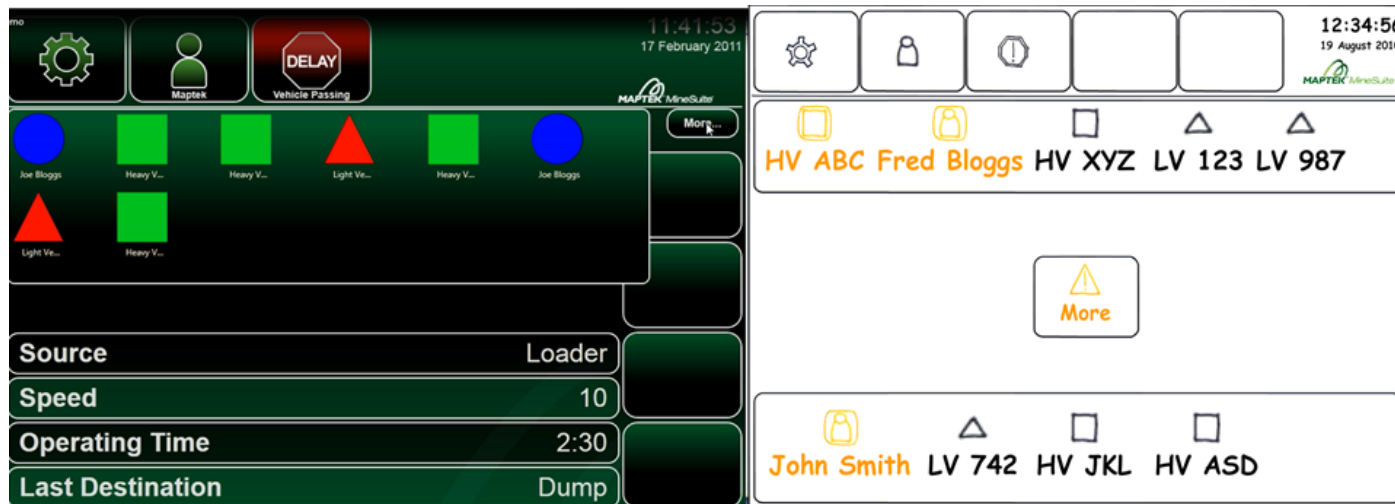 mo
11:41:53
17 February 2011
DELAY
Maptek
Vehicle Passing
MAPTEK MineSuite
More...
Joe Bloggs
Heavy V...
Heavy V...
Light Ve...
Heavy V...
Joe Bloggs
Light Ve...
Heavy V...
Source Loader
Speed 10
Operating Time 2:30
Last Destination Dump
12:34:56
19 August 2010
MAPTEK MineSuite
HV ABC Fred Bloggs HV XYZ LV 123 LV 987
More
John Smith LV 742 HV JKL HV ASD